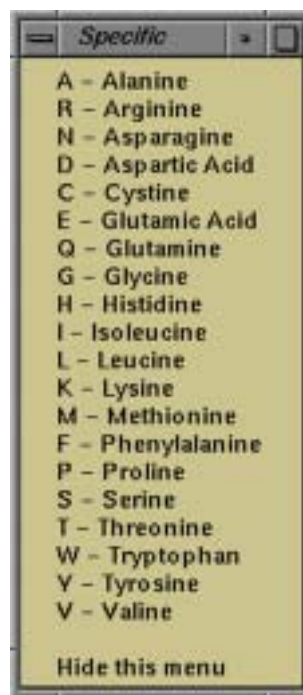 Specific
A – Alanine
R – Arginine
N – Asparagine
D – Aspartic Acid
C – Cystine
E – Glutamic Acid
Q – Glutamine
G – Glycine
H – Histidine
I – Isoleucine
L – Leucine
K – Lysine
M – Methionine
F – Phenylalanine
P – Proline
S – Serine
T – Threonine
W – Tryptophan
Y – Tyrosine
V – Valine
Hide this menu